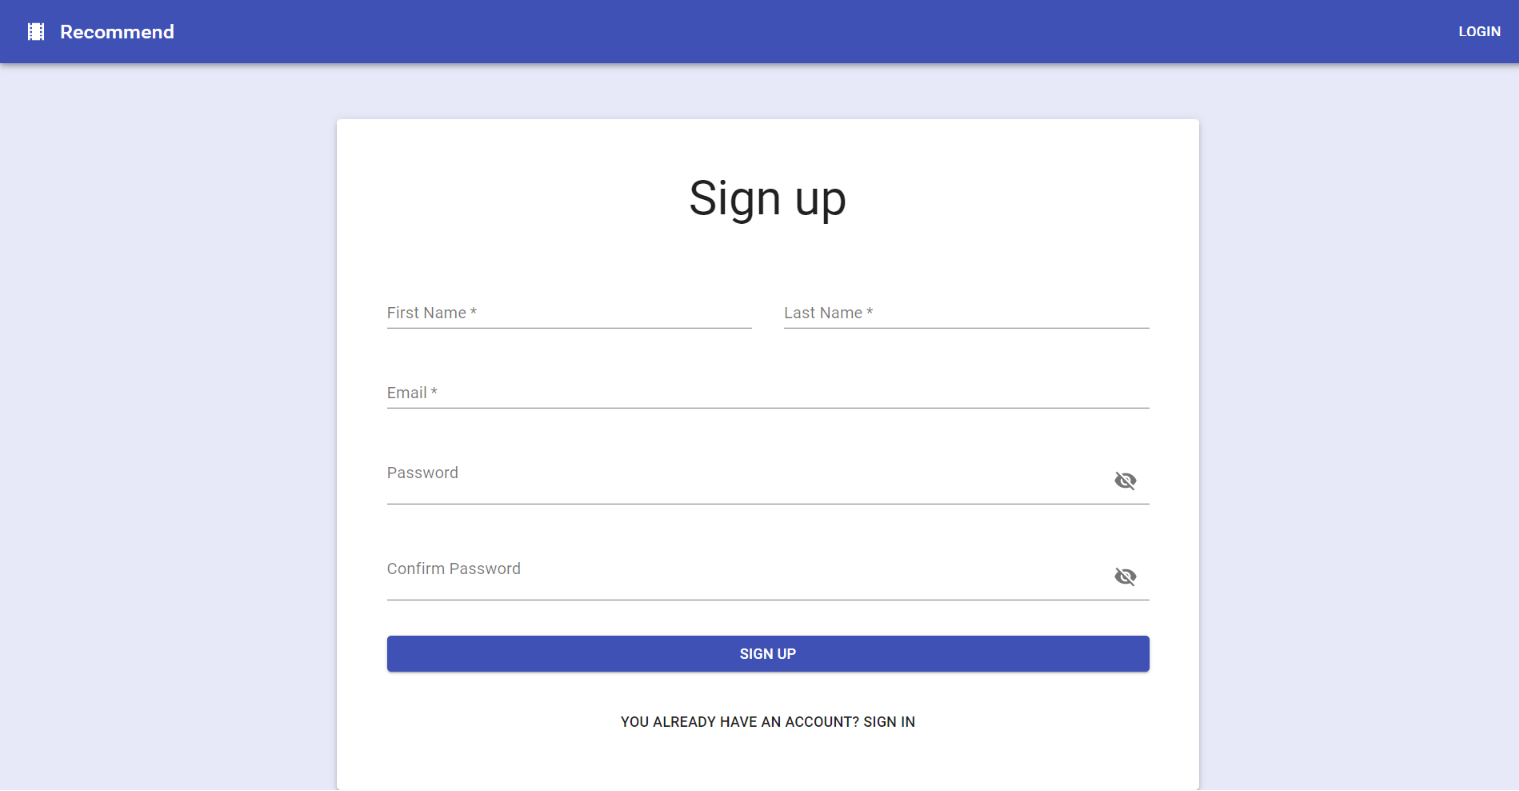 Recommend
LOGIN
Sign up
First Name *
Last Name *
Email *
Password
Confirm Password
SIGN UP
YOU ALREADY HAVE AN ACCOUNT? SIGN IN